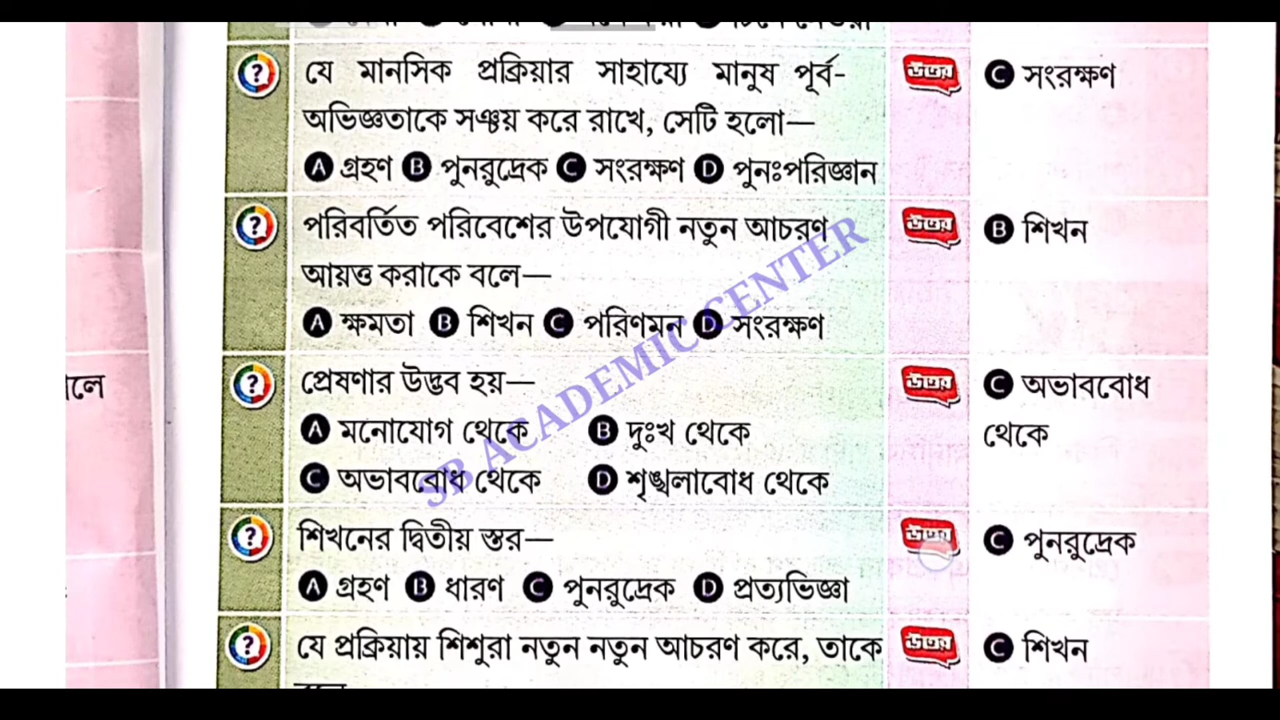 যে মানসিক প্রক্রিয়ার সাহায্যে মানুষ পূর্ব-
অভিজ্ঞতাকে সঞ্চয় করে রাখে, সেটি হলো—
A গ্রহণ B পুনরুদ্রেক C সংরক্ষণ D পুনঃপরিজ্ঞান
উত্তর C সংরক্ষণ
পরিবর্তিত পরিবেশের উপযোগী নতুন আচরণ
আয়ত্ত করাকে বলে—
A ক্ষমতা B শিখন C পরিণমন D সংরক্ষণ
উত্তর B শিখন
প্রেষণার উদ্ভব হয়—
A মনোযোগ থেকে B দুঃখ থেকে
C অভাববোধ থেকে D শৃঙ্খলাবোধ থেকে
উত্তর C অভাববোধ
থেকে
শিখনের দ্বিতীয় স্তর—
A গ্রহণ B ধারণ C পুনরুদ্রেক D প্রত্যভিজ্ঞা
উত্তর C পুনরুদ্রেক
যে প্রক্রিয়ায় শিশুরা নতুন নতুন আচরণ করে, তাকে
উত্তর C শিখন
SB ACADEMIC CENTER